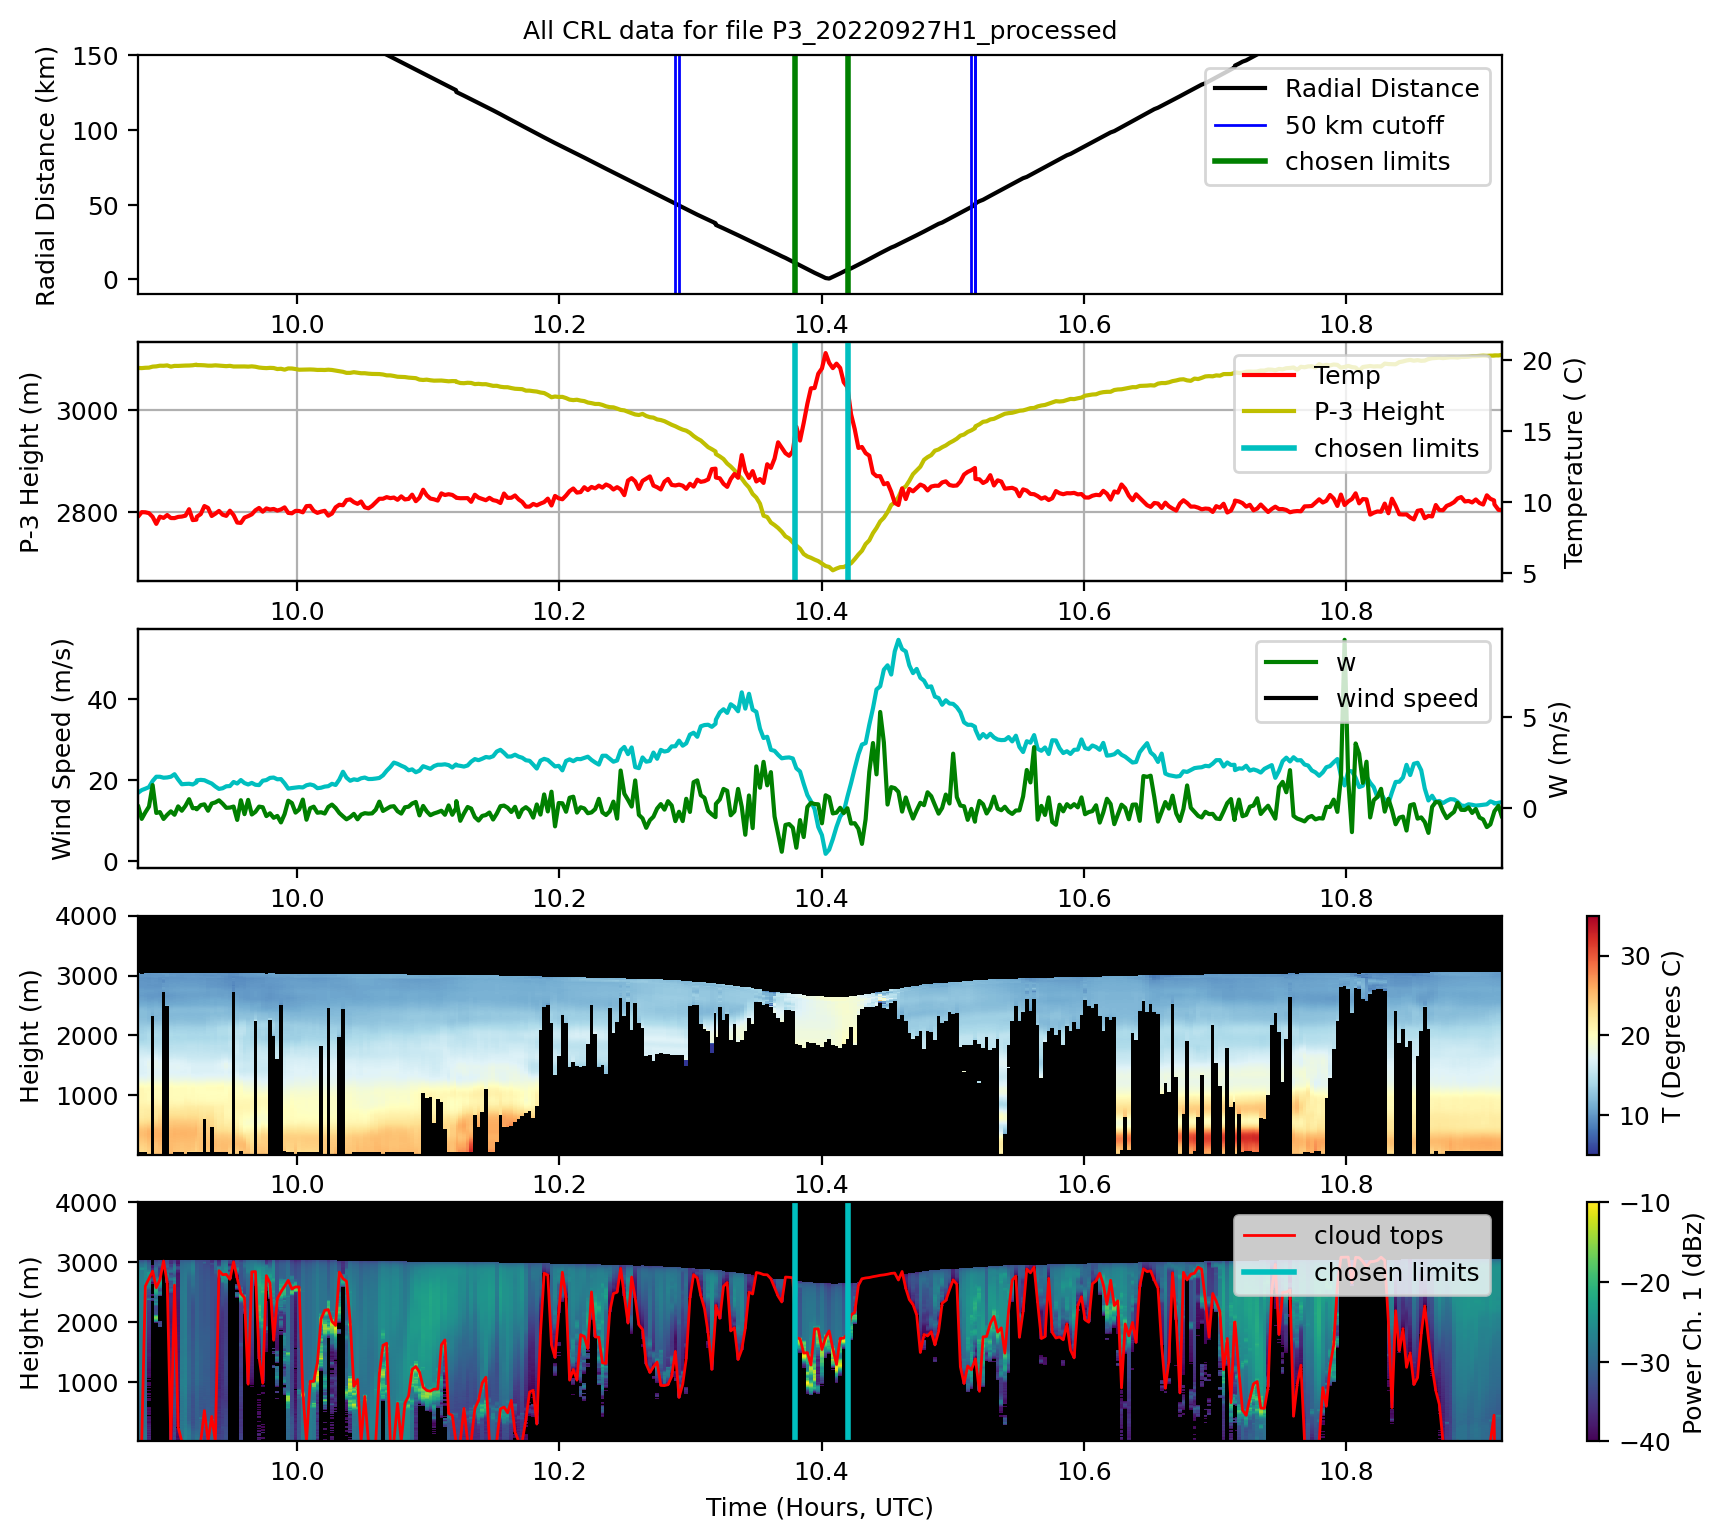 All CRL data for file P3_20220927H1_processed
Radial Distance (km)
150
100
50
0
Radial Distance
50 km cutoff
chosen limits
10.0 10.2 10.4 10.6 10.8
P-3 Height (m)
3000
2800
Temp
P-3 Height
chosen limits
20
15
10
5
Temperature ( C)
10.0 10.2 10.4 10.6 10.8
Wind Speed (m/s)
40
20
0
w
wind speed
5
0
W (m/s)
10.0 10.2 10.4 10.6 10.8
Height (m)
4000
3000
2000
1000
30
20
10
T (Degrees C)
10.0 10.2 10.4 10.6 10.8
Height (m)
4000
3000
2000
1000
cloud tops
chosen limits
−10
−20
−30
−40
Power Ch. 1 (dBz)
10.0 10.2 10.4 10.6 10.8
Time (Hours, UTC)